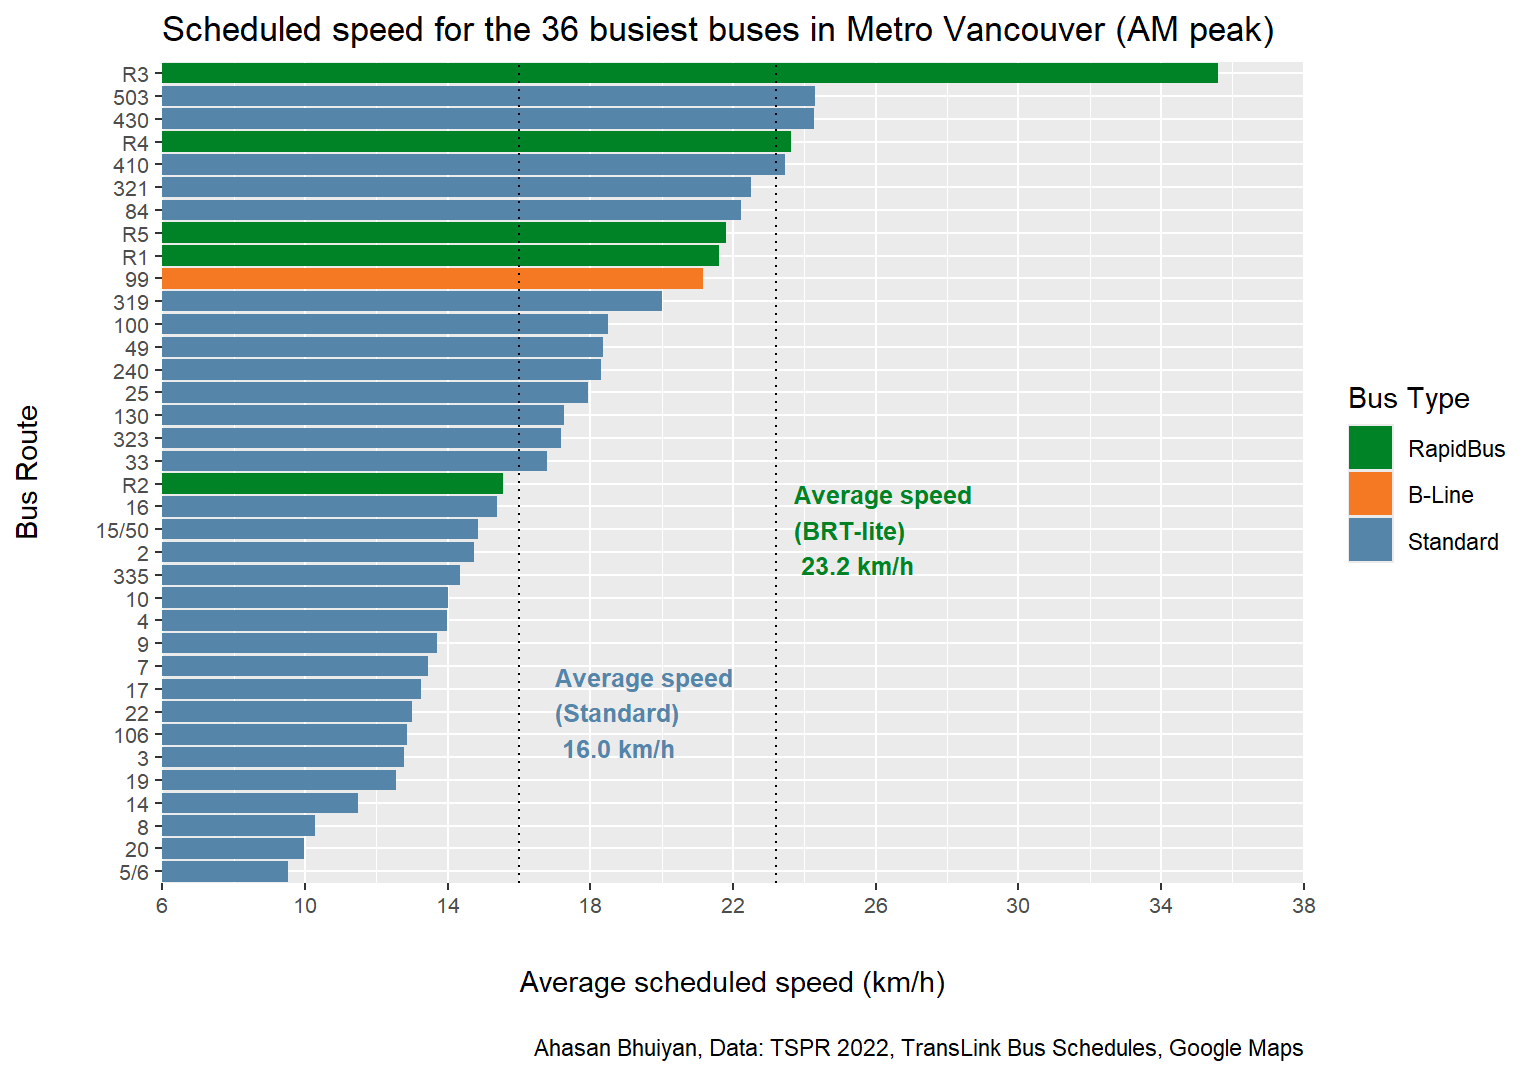 Scheduled speed for the 36 busiest buses in Metro Vancouver (AM peak)
R3
503
430
R4
410
321
84
R5
R1
99
319
100
49
240
25
130
323
33
R2
16
15/50
2
335
10
4
9
7
17
22
106
3
19
14
8
20
5/6
Bus Route
Average speed
(BRT-lite)
23.2 km/h
Average speed
(Standard)
16.0 km/h
Bus Type
RapidBus
B-Line
Standard
6 10 14 18 22 26 30 34 38
Average scheduled speed (km/h)
Ahasan Bhuiyan, Data: TSPR 2022, TransLink Bus Schedules, Google Maps